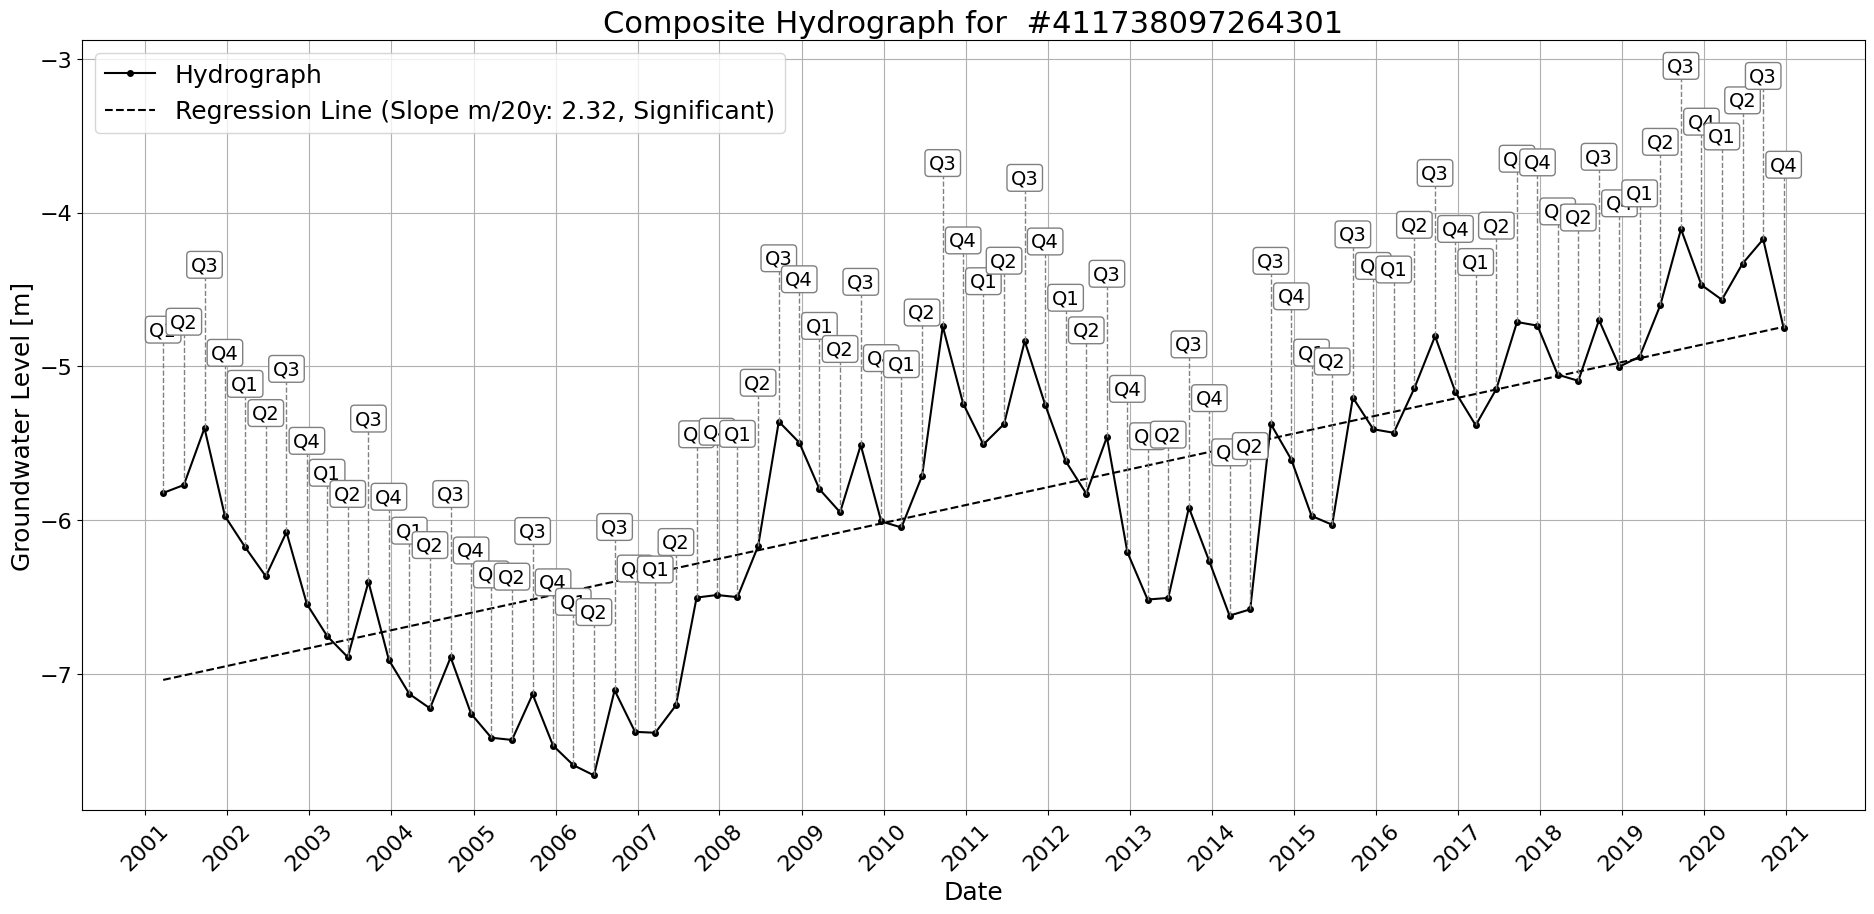 Composite Hydrograph for #411738097264301
Hydrograph
Regression Line (Slope m/20y: 2.32, Significant)
Groundwater Level [m]
−3
−4
−5
−6
−7
Q2
Q3
Q4
Q1
Q2
Q3
Q4
Q1
Q2
Q3
Q4
Q1
Q2
Q3
Q4
Q2
Q3
Q4
Q2
Q3
Q1
Q2
Q1
Q2
Q3
Q4
Q1
Q2
Q3
Q1
Q2
Q3
Q4
Q1
Q2
Q3
Q4
Q1
Q2
Q3
Q4
Q2
Q3
Q4
Q2
Q3
Q4
Q2
Q3
Q1
Q2
Q3
Q4
Q1
Q2
Q4
Q2
Q3
Q1
Q2
Q3
Q4
Q1
Q2
Q3
Q4
2001
2002
2003
2004
2005
2006
2007
2008
2009
2010
2011
2012
2013
2014
2015
2016
2017
2018
2019
2020
2021
Date